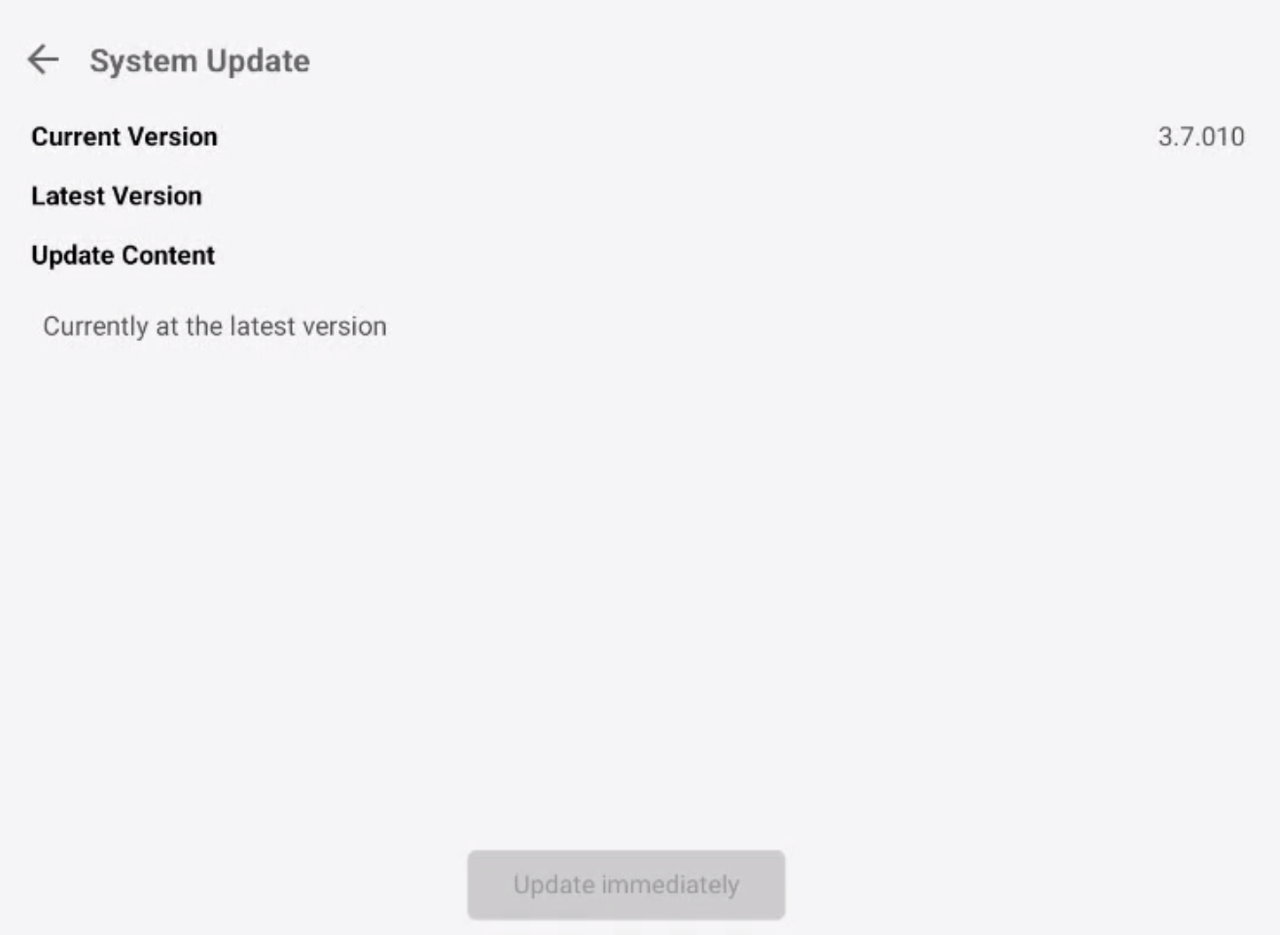 System Update
Current Version 3.7.010
Latest Version
Update Content
Currently at the latest version
Update immediately